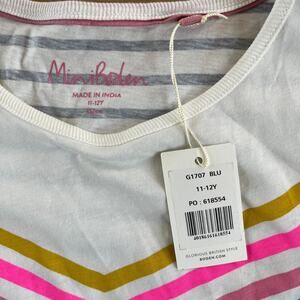 Mini Boden
MADE IN INDIA
11-12Y
G1707 BLU
11-12Y
PO : 618554
GLORIOUS BRITISH STYLE
BODEN.COM